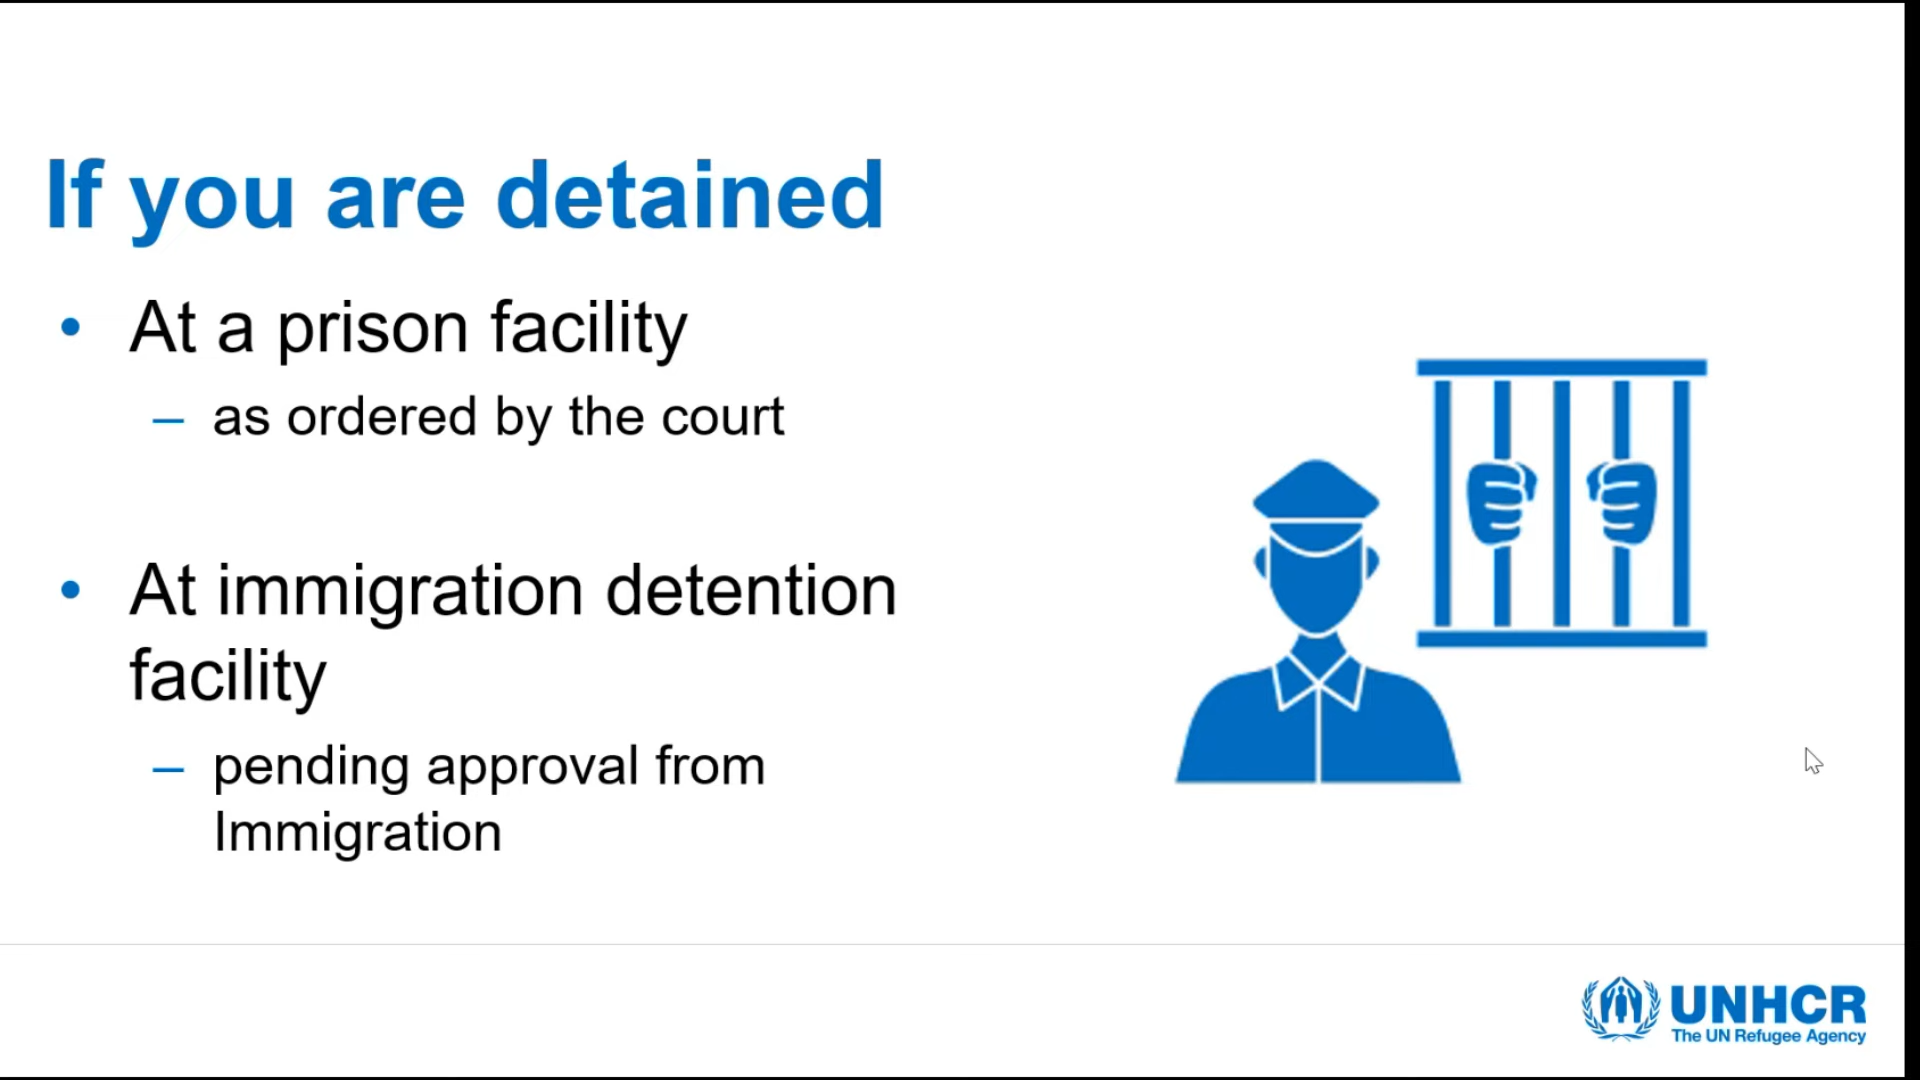 If you are detained
• At a prison facility
– as ordered by the court
• At immigration detention
facility
– pending approval from
Immigration
UNHCR
The UN Refugee Agency